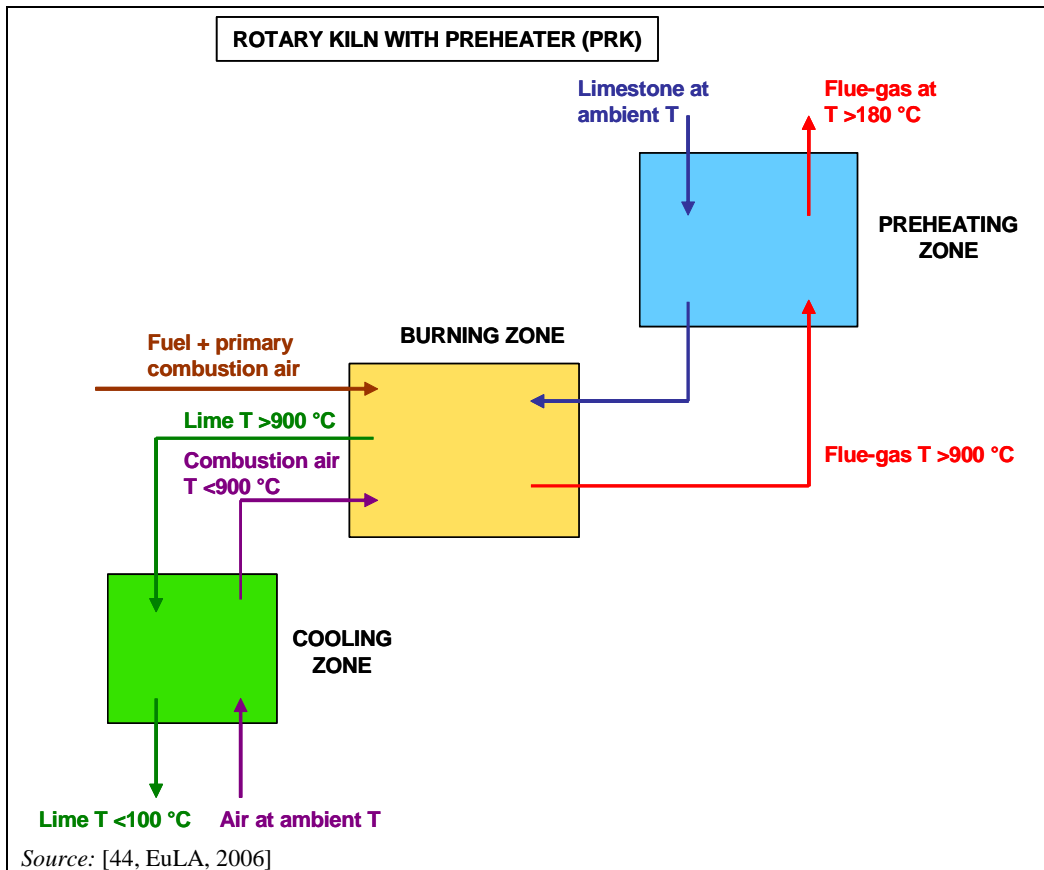 ROTARY KILN WITH PREHEATER (PRK)
Limestone at
ambient T
Flue-gas at
T >180 °C
PREHEATING
ZONE
BURNING ZONE
Fuel + primary
combustion air
Lime T >900 °C
Combustion air
T <900 °C
Flue-gas T >900 °C
COOLING
ZONE
Lime T <100 °C
Air at ambient T
Source: [44, EuLA, 2006]